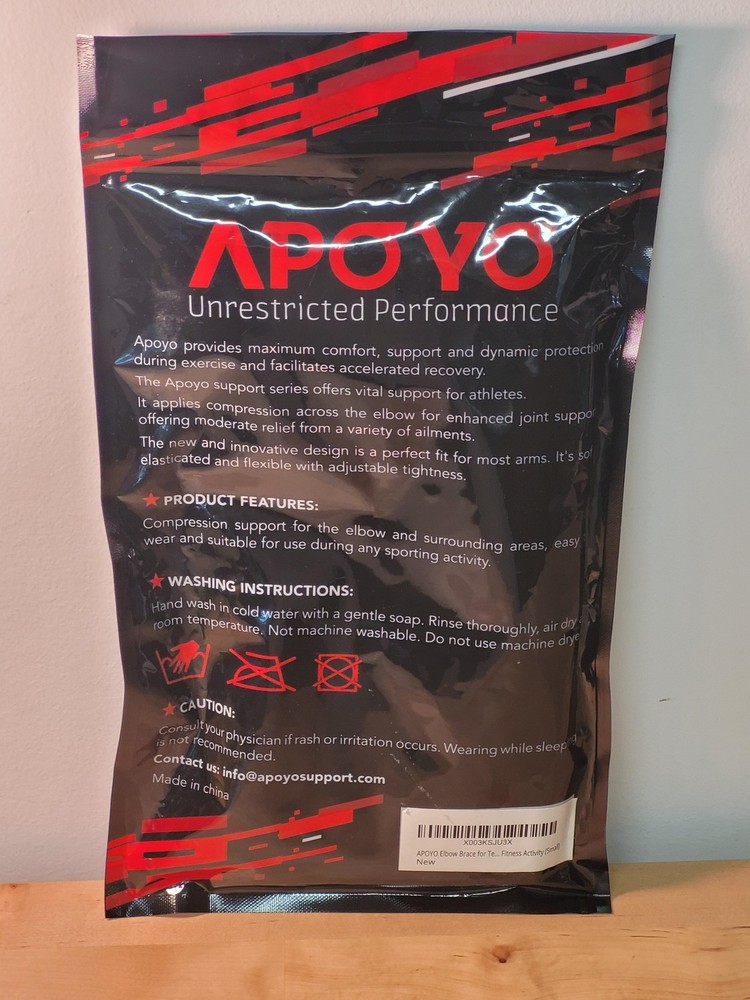 APOYO
Unrestricted Performance
Apoyo provides maximum comfort, support and dynamic protection
during exercise and facilitates accelerated recovery.
The Apoyo support series offers vital support for athletes.
It applies compression across the elbow for enhanced joint suppor
offering moderate relief from a variety of ailments.
The new and innovative design is a perfect fit for most arms. It's so
elasticated and flexible with adjustable tightness.
★ PRODUCT FEATURES:
Compression support for the elbow and surrounding areas, easy
wear and suitable for use during any sporting activity.
★ WASHING INSTRUCTIONS:
Hand wash in cold water with a gentle soap. Rinse thoroughly, air dry
room temperature. Not machine washable. Do not use machine drye
★ CAUTION:
Consult your physician if rash or irritation occurs. Wearing while sleeping
is not recommended.
Contact us: info@apoyosupport.com
Made in china
X003KSJU3X
APOYO Elbow Brace for Te... Fitness Activity (Small)
New